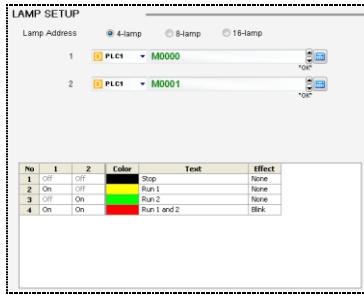 LAMP SETUP
Lamp Address 4-lamp 8-lamp 16-lamp
1 PLC1 M0000
"OK"
2 PLC1 M0001
"OK"
No 1 2 Color Text Effect
1 Off Off Stop None
2 On Off Run 1 None
3 Off On Run 2 None
4 On On Run 1 and 2 Blink